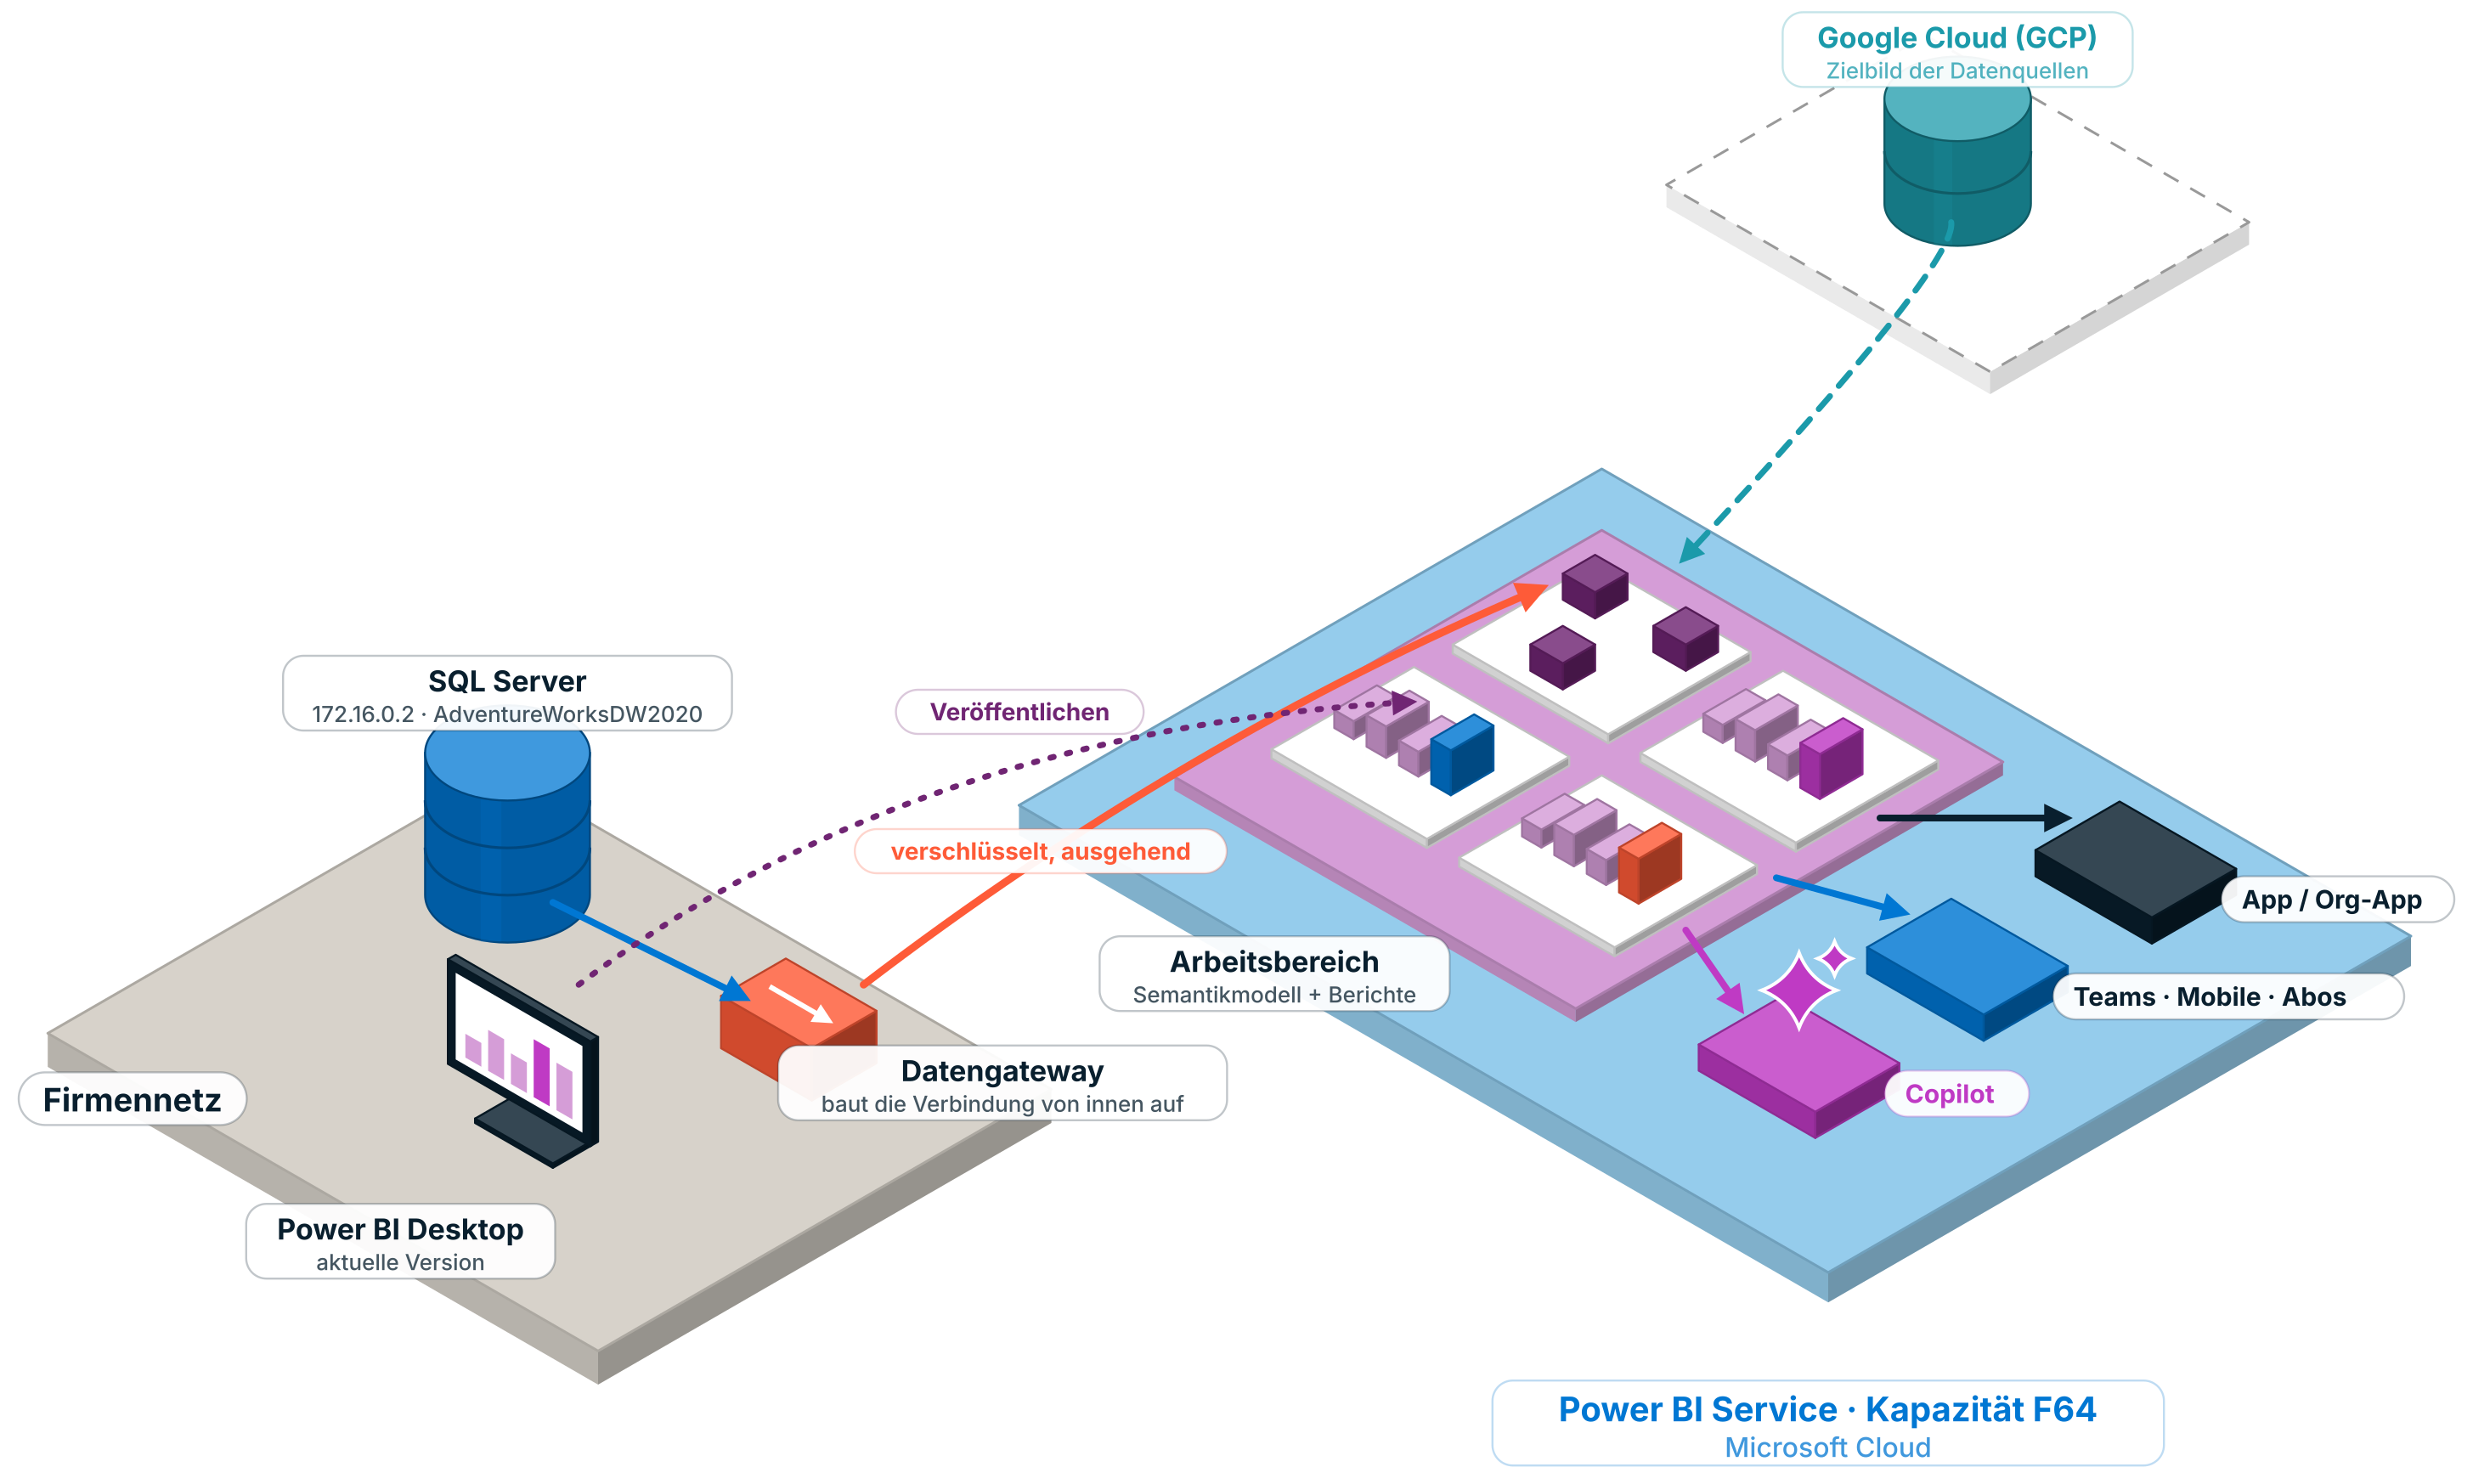 Google Cloud (GCP)
Zielbild der Datenquellen
SQL Server
172.16.0.2 · AdventureWorksDW2020
Veröffentlichen
verschlüsselt, ausgehend
App / Org-App
Arbeitsbereich
Semantikmodell + Berichte
Teams · Mobile · Abos
Datengateway
baut die Verbindung von innen auf
Copilot
Firmennetz
Power BI Desktop
aktuelle Version
Power BI Service · Kapazität F64
Microsoft Cloud